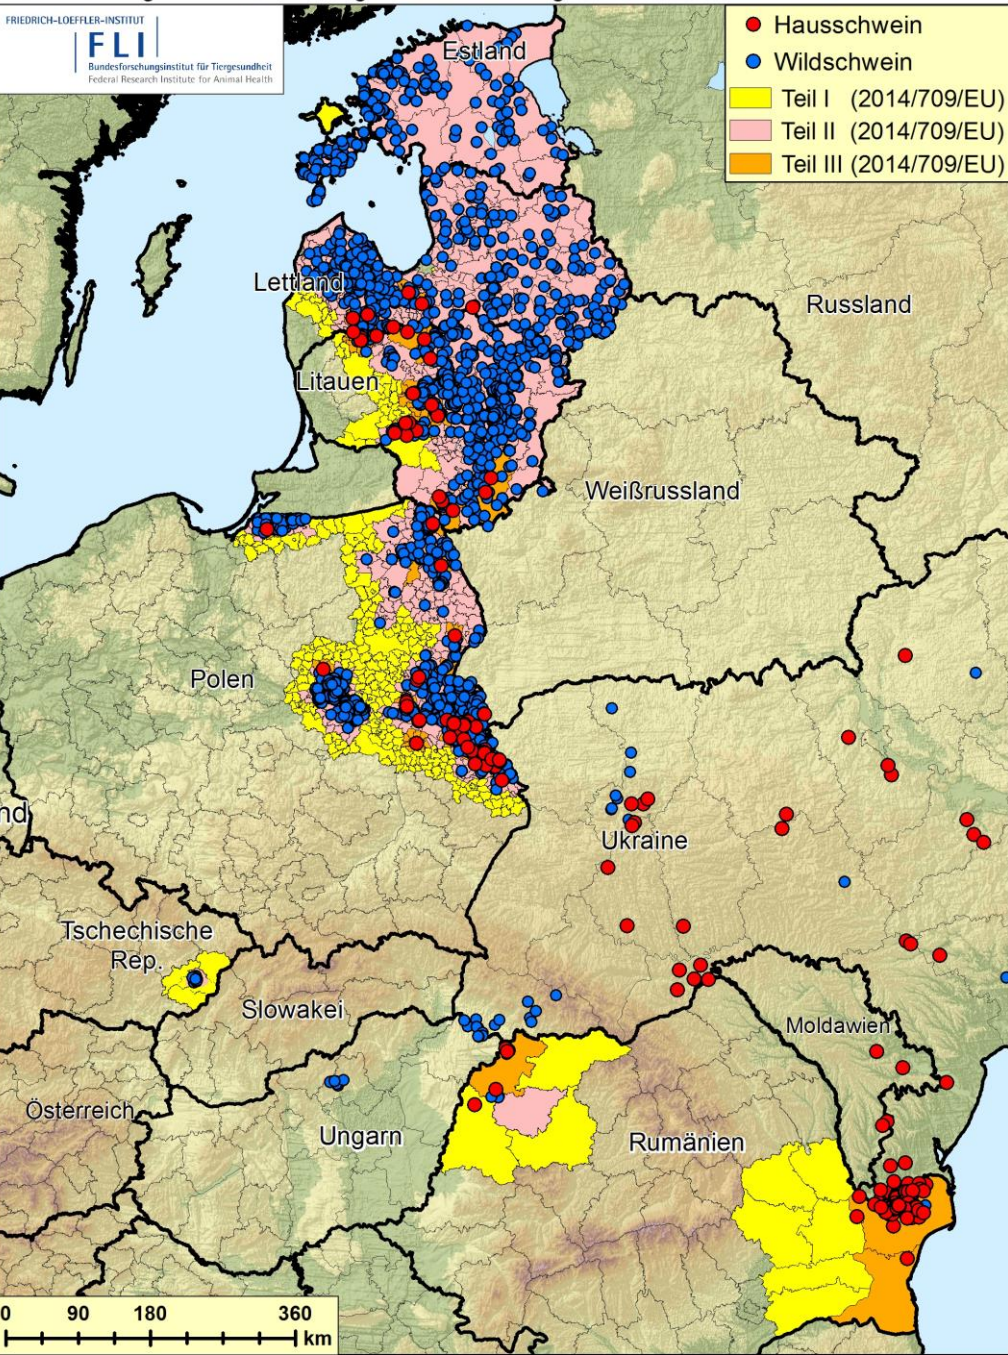 FRIEDRICH-LOEFFLER-INSTITUT
FLI
Bundesforschungsinstitut für Tiergesundheit
Federal Research Institute for Animal Health
Hausschwein
Wildschwein
Teil I (2014/709/EU)
Teil II (2014/709/EU)
Teil III (2014/709/EU)
Estland
Lettland
Russland
Litauen
Weißrussland
Polen
nd
Ukraine
Tschechische
Rep.
Slowakei
Moldawien
Österreich
Ungarn
Rumänien
0 90 180 360
km